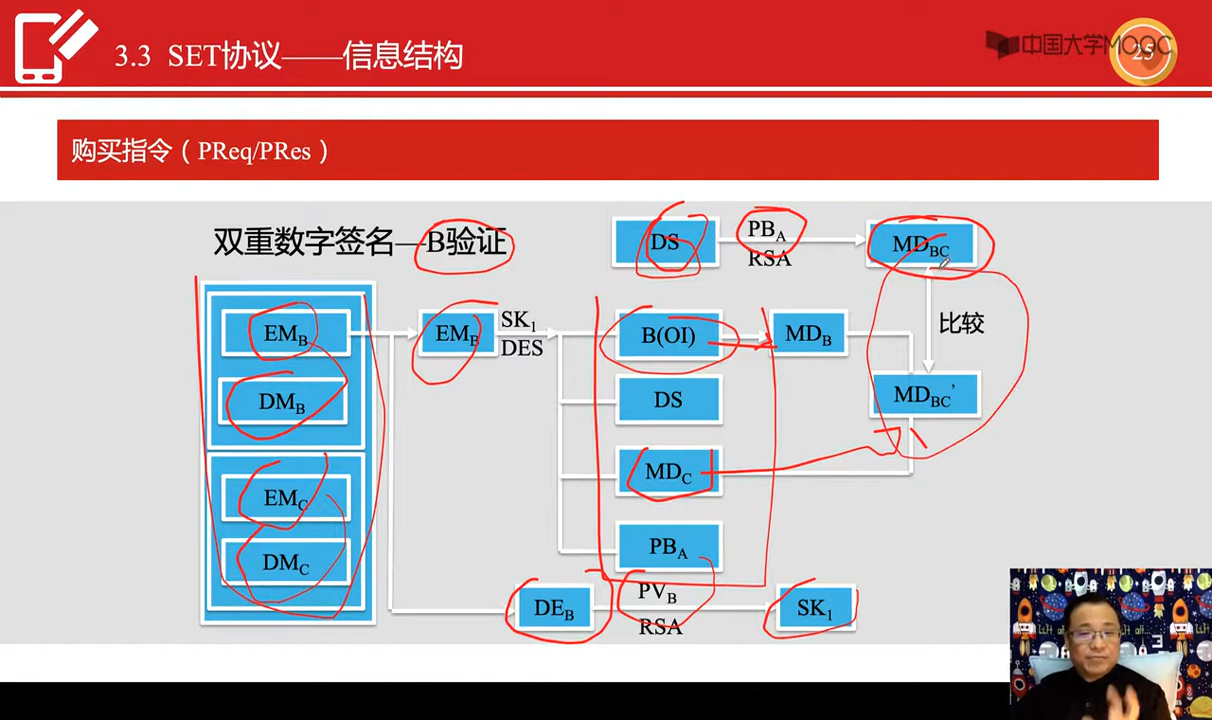 3.3 SET协议——信息结构
中国大学MOOC
25
购买指令（PReq/PRes）
双重数字签名—B验证
DS
PBA
RSA
MDBC
EMB
DMB
EMC
DMC
EMB
SK1
DES
B(OI)
DS
MDC
PBA
MDB
比较
MDBC’
DEB
PVB
RSA
SK1